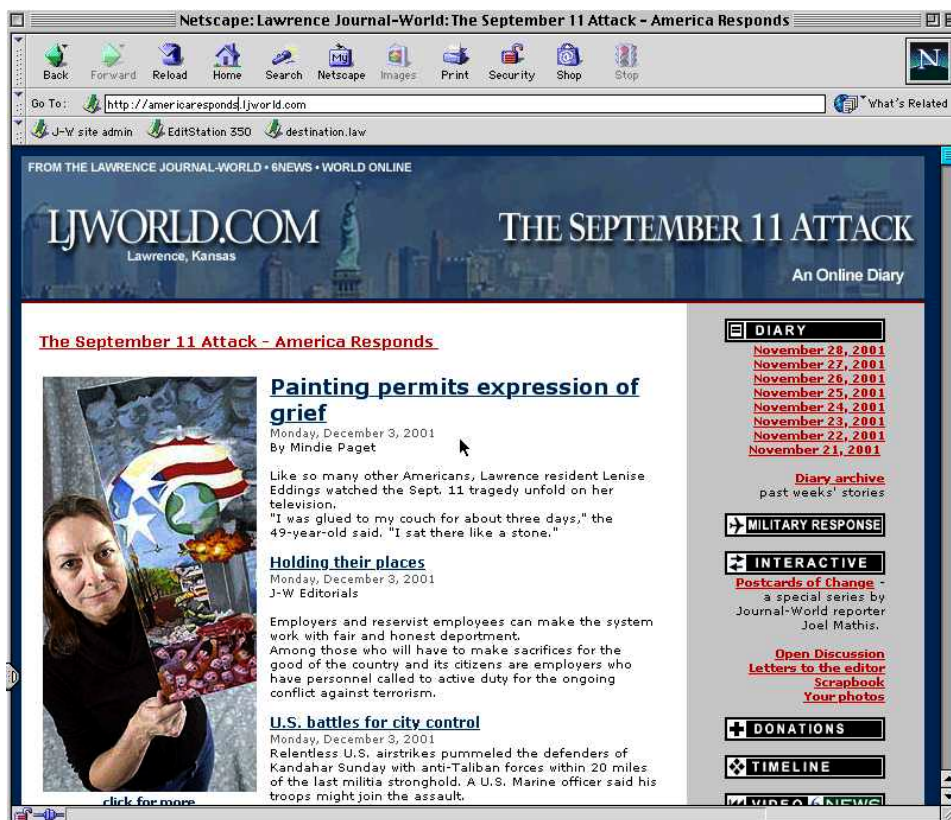 Netscape: Lawrence Journal-World: The September 11 Attack - America Responds
Back Forward Reload Home Search Netscape Images Print Security Shop Stop
N
Go To: http://americaresponds.ljworld.com What's Related
J-W site admin EditStation 350 destination.law
FROM THE LAWRENCE JOURNAL-WORLD • 6NEWS • WORLD ONLINE
LJWORLD.COM
Lawrence, Kansas
THE SEPTEMBER 11 ATTACK
An Online Diary
The September 11 Attack - America Responds
Painting permits expression of
grief
Monday, December 3, 2001
By Mindie Paget
Like so many other Americans, Lawrence resident Lenise
Eddings watched the Sept. 11 tragedy unfold on her
television.
"I was glued to my couch for about three days," the
49-year-old said. "I sat there like a stone."
Holding their places
Monday, December 3, 2001
J-W Editorials
Employers and reservist employees can make the system
work with fair and honest deportment.
Among those who will have to make sacrifices for the
good of the country and its citizens are employers who
have personnel called to active duty for the ongoing
conflict against terrorism.
U.S. battles for city control
Monday, December 3, 2001
Relentless U.S. airstrikes pummeled the defenders of
Kandahar Sunday with anti-Taliban forces within 20 miles
of the last militia stronghold. A U.S. Marine officer said his
troops might join the assault.
click for more
DIARY
November 28, 2001
November 27, 2001
November 26, 2001
November 25, 2001
November 24, 2001
November 23, 2001
November 22, 2001
November 21, 2001
Diary archive
past weeks' stories
MILITARY RESPONSE
INTERACTIVE
Postcards of Change -
a special series by
Journal-World reporter
Joel Mathis.
Open Discussion
Letters to the editor
Scrapbook
Your photos
DONATIONS
TIMELINE
VIDEO 6NEWS